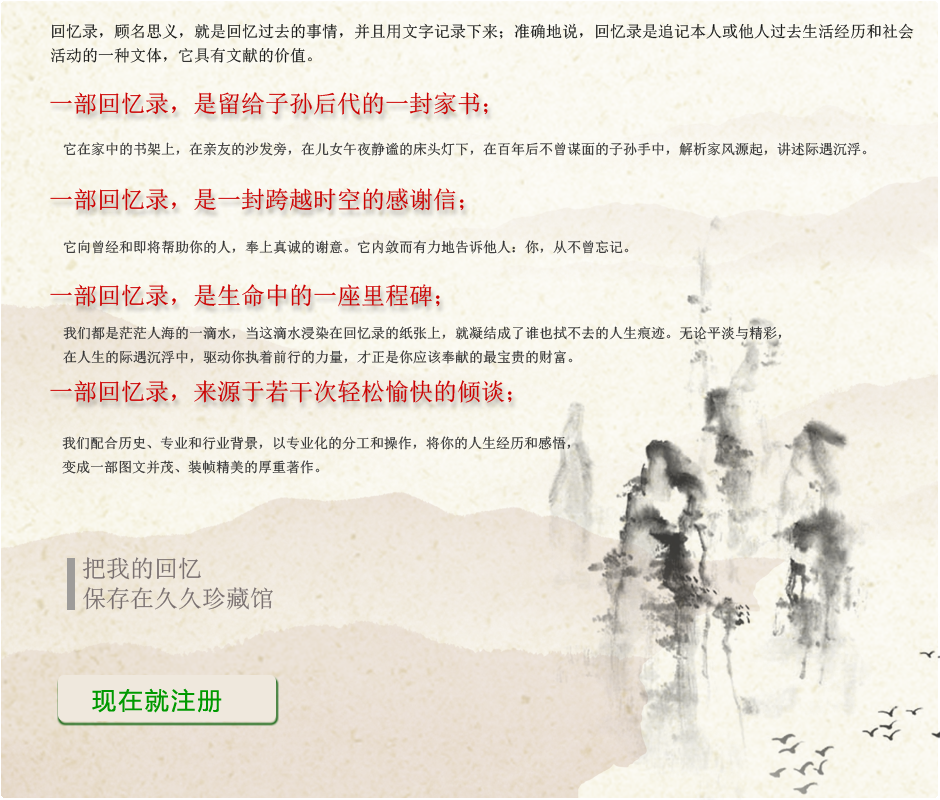 回忆录，顾名思义，就是回忆过去的事情，并且用文字记录下来；准确地说，回忆录是追记本人或他人过去生活经历和社会
活动的一种文体，它具有文献的价值。
一部回忆录，是留给子孙后代的一封家书；
它在家中的书架上，在亲友的沙发旁，在儿女午夜静谧的床头灯下，在百年后不曾谋面的子孙手中，解析家风源起，讲述际遇沉浮。
一部回忆录，是一封跨越时空的感谢信；
它向曾经和即将帮助你的人，奉上真诚的谢意。它内敛而有力地告诉他人：你，从不曾忘记。
一部回忆录，是生命中的一座里程碑；
我们都是茫茫人海的一滴水，当这滴水浸染在回忆录的纸张上，就凝结成了谁也拭不去的人生痕迹。无论平淡与精彩，
在人生的际遇沉浮中，驱动你执着前行的力量，才正是你应该奉献的最宝贵的财富。
一部回忆录，来源于若干次轻松愉快的倾谈；
我们配合历史、专业和行业背景，以专业化的分工和操作，将你的人生经历和感悟，
变成一部图文并茂、装帧精美的厚重著作。
把我的回忆
保存在久久珍藏馆
现在就注册